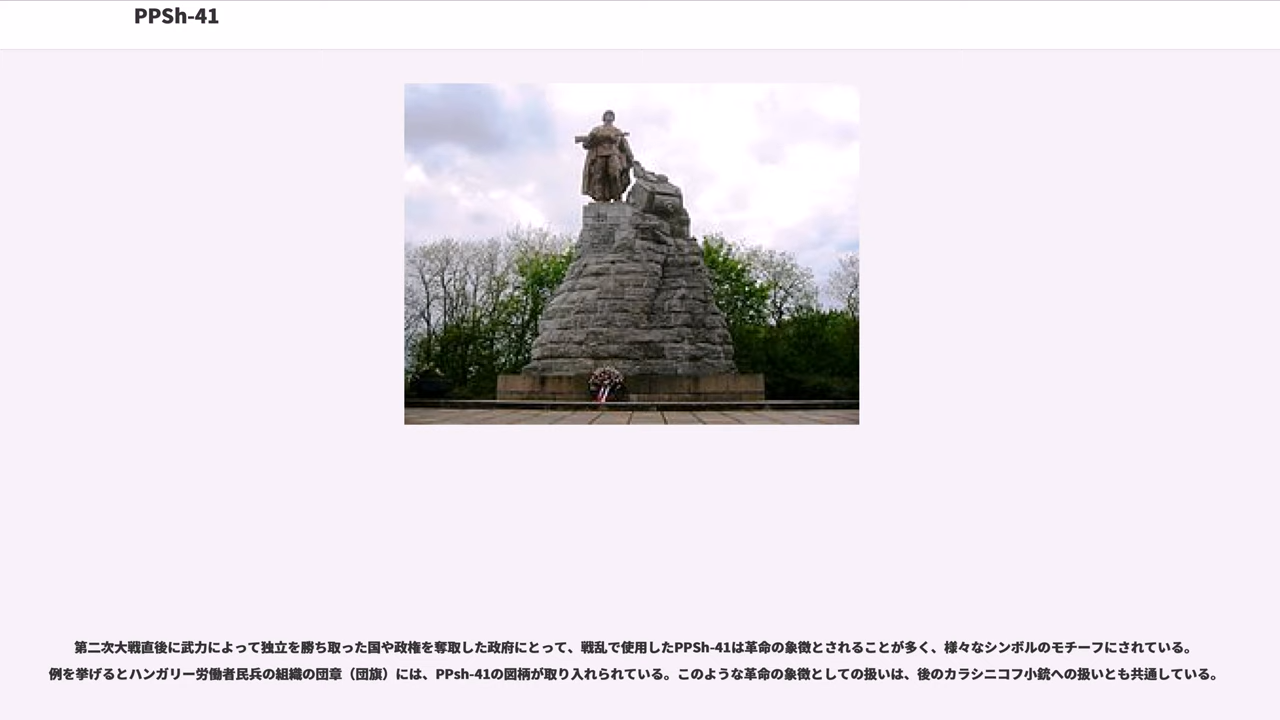 PPSh-41
第二次大戦直後に武力によって独立を勝ち取った国や政権を奪取した政府にとって、戦乱で使用したPPSh-41は革命の象徴とされることが多く、様々なシンボルのモチーフにされている。
例を挙げるとハンガリー労働者民兵の組織の団章（団旗）には、PPsh-41の図柄が取り入れられている。このような革命の象徴としての扱いは、後のカラシニコフ小銃への扱いとも共通している。